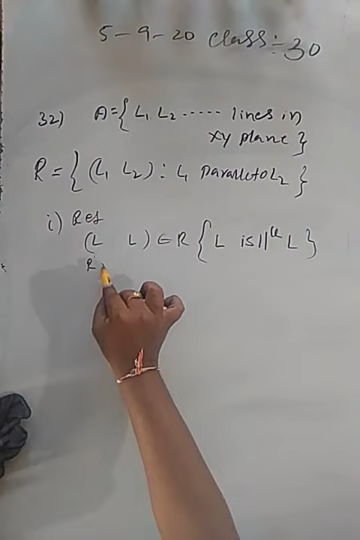 5-9-20 class:-30
32) A={L1 L2 ..... lines in
xy plane}
R={(L1 L2): L1 parallel to L2}
i) Ref
(L L)∈R {L is ||le L}
R